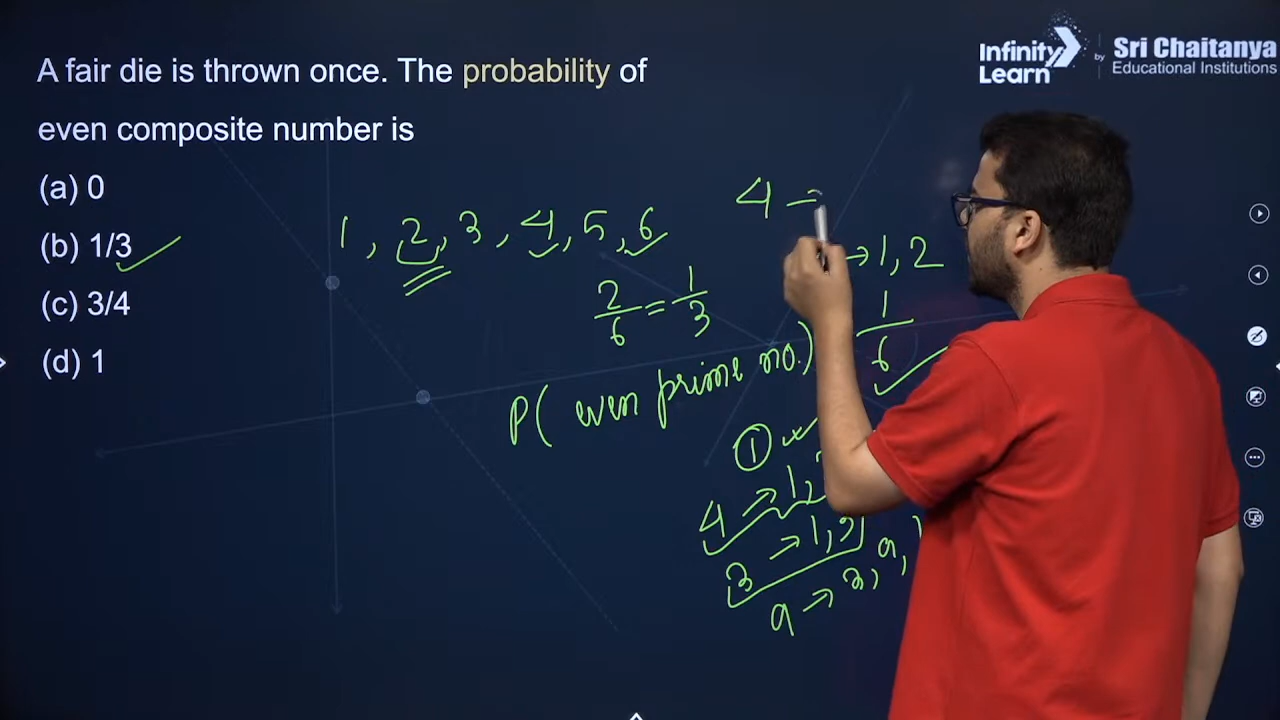 A fair die is thrown once. The probability of
even composite number is
(a) 0
(b) 1/3
(c) 3/4
(d) 1
Infinity
Learn
by
Sri Chaitanya
Educational Institutions
1, 2, 3, 4, 5, 6
2/6 = 1/3
P( even prime no.)
4 →
→ 1, 2
1/6
①
4 → 1, 2
3 → 1, 3
9 → 3, 9,